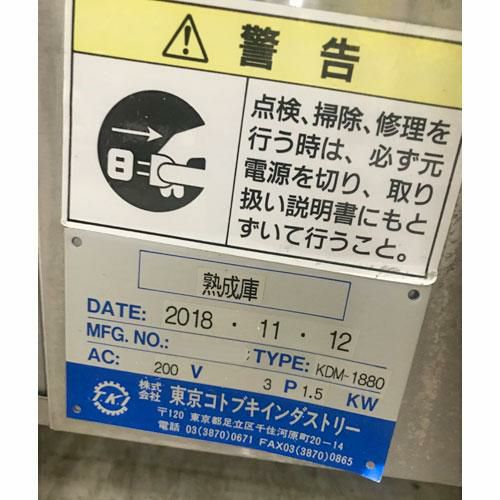 警告
点検、掃除、修理を
行う時は、必ず元
電源を切り、取り
扱い説明書にもと
ずいて行うこと。
熟成庫
DATE: 2018 ・ 11 ・ 12
MFG. NO.: TYPE: KDM-1880
AC: 200 V 3 P 1.5 KW
T.K. 株式会社 東京コトブキインダストリー
〒120 東京都足立区千住河原町20-14
電話 03(3870)0671 FAX03(3870)0865